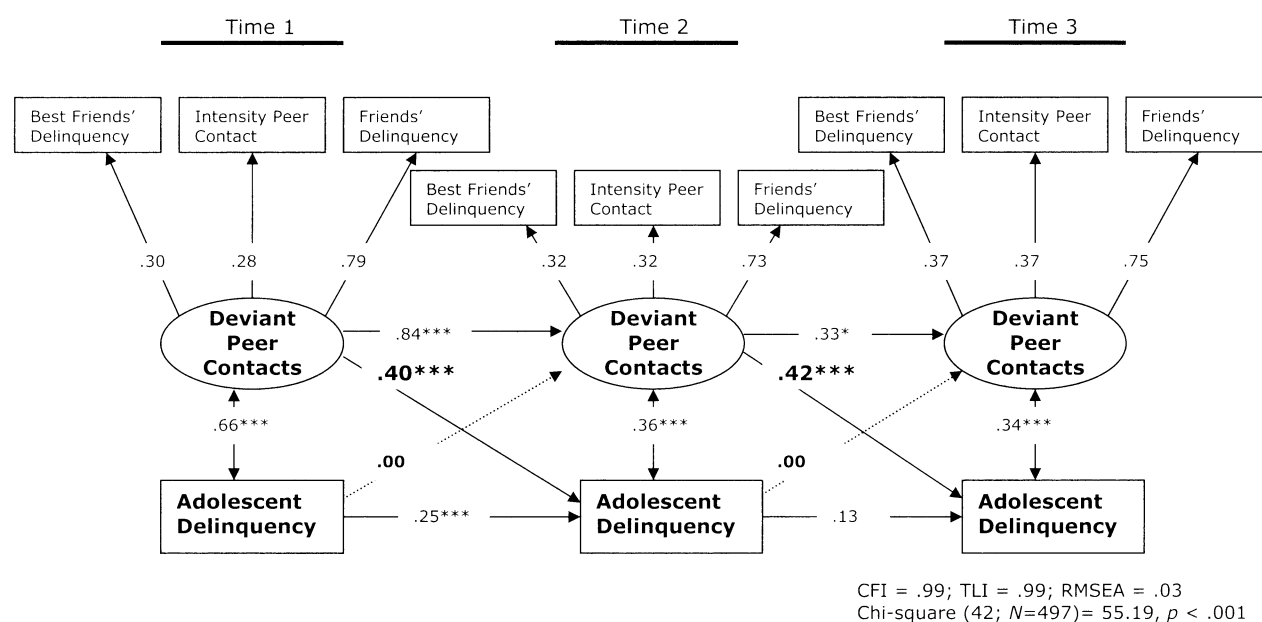 Time 1
Time 2
Time 3
Best Friends’
Delinquency
Intensity Peer
Contact
Friends’
Delinquency
Best Friends’
Delinquency
Intensity Peer
Contact
Friends’
Delinquency
Best Friends’
Delinquency
Intensity Peer
Contact
Friends’
Delinquency
.30
.28
.79
.32
.32
.73
.37
.37
.75
Deviant
Peer
Contacts
.84***
.40***
Deviant
Peer
Contacts
.33*
.42***
Deviant
Peer
Contacts
.66***
.00
.36***
.00
.34***
Adolescent
Delinquency
.25***
Adolescent
Delinquency
.13
Adolescent
Delinquency
CFI = .99; TLI = .99; RMSEA = .03
Chi-square (42; N=497)= 55.19, p < .001